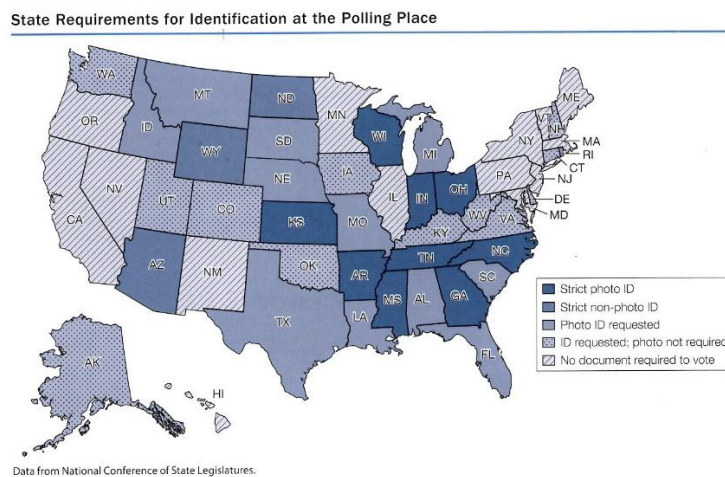 State Requirements for Identification at the Polling Place
WA
MT
ND
MN
ME
OR
ID
SD
WI
MI
VT
NH
NY
MA
RI
CT
WY
NE
IA
PA
NJ
NV
UT
CO
IL
IN
OH
DE
MD
CA
KS
MO
WV
VA
KY
AZ
NM
OK
AR
TN
NC
SC
MS
AL
GA
TX
LA
FL
AK
HI
Strict photo ID
Strict non-photo ID
Photo ID requested
ID requested; photo not required
No document required to vote
Data from National Conference of State Legislatures.